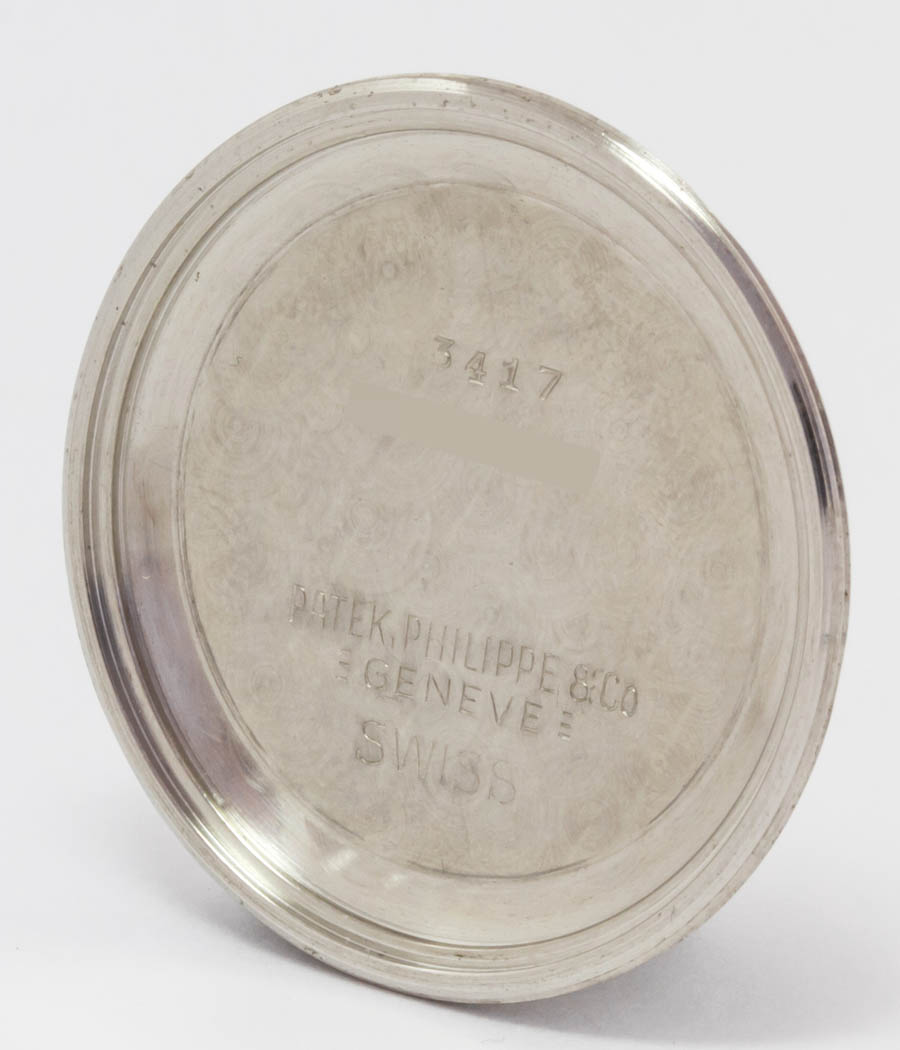 3417
PATEK, PHILIPPE & Co
GENEVE
SWISS